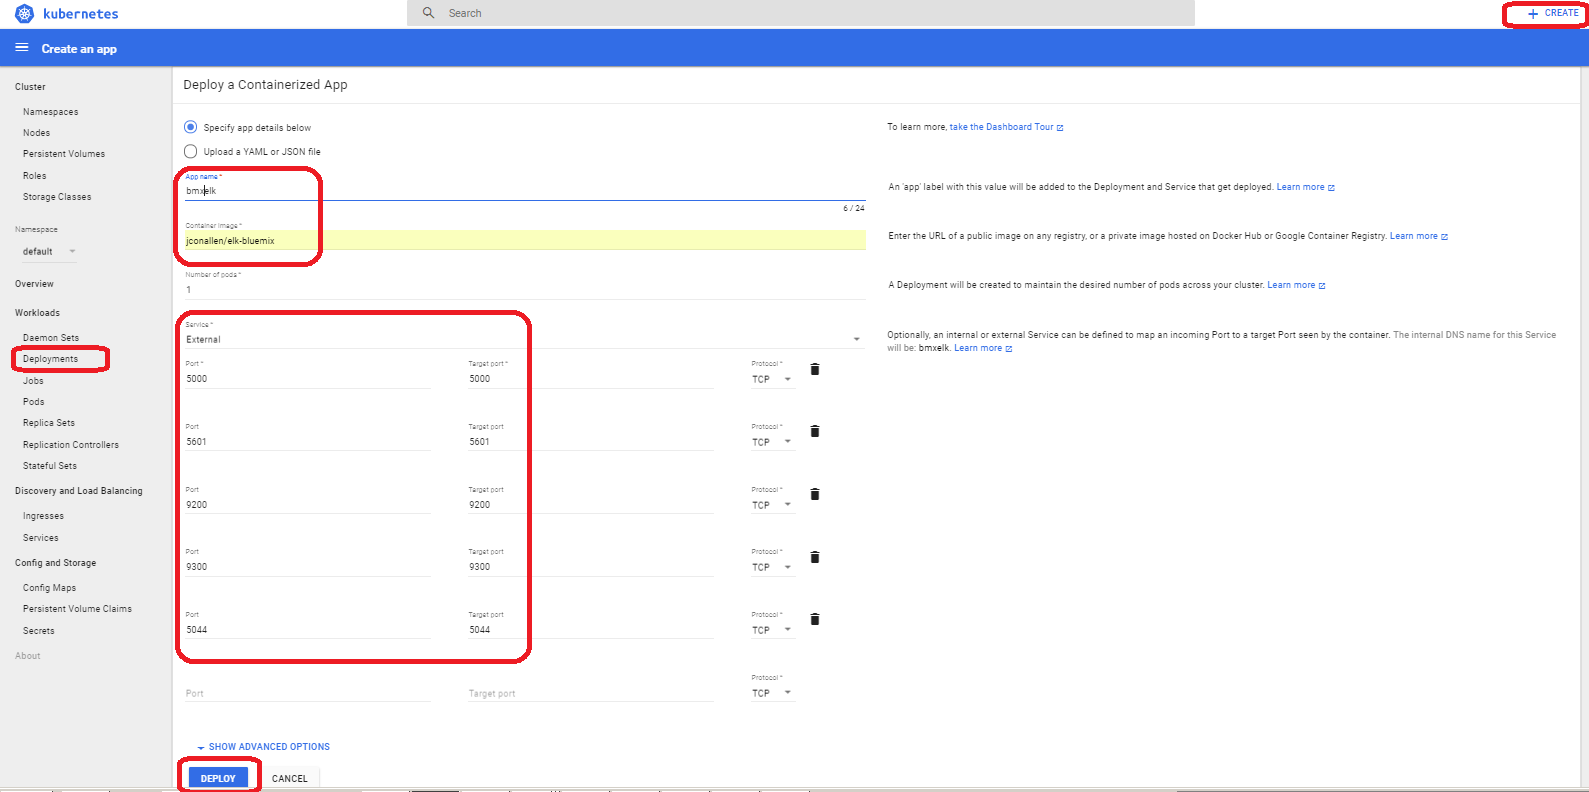 kubernetes
Search
+ CREATE
Create an app
Cluster
Namespaces
Nodes
Persistent Volumes
Roles
Storage Classes
Namespace
default
Overview
Workloads
Daemon Sets
Deployments
Jobs
Pods
Replica Sets
Replication Controllers
Stateful Sets
Discovery and Load Balancing
Ingresses
Services
Config and Storage
Config Maps
Persistent Volume Claims
Secrets
About
Deploy a Containerized App
Specify app details below
Upload a YAML or JSON file
To learn more, take the Dashboard Tour
App name *
bmxelk
6 / 24
An 'app' label with this value will be added to the Deployment and Service that get deployed. Learn more
Container image *
jconallen/elk-bluemix
Enter the URL of a public image on any registry, or a private image hosted on Docker Hub or Google Container Registry. Learn more
Number of pods *
1
A Deployment will be created to maintain the desired number of pods across your cluster. Learn more
Service *
External
Optionally, an internal or external Service can be defined to map an incoming Port to a target Port seen by the container. The internal DNS name for this Service
will be: bmxelk. Learn more
Port * Target port * Protocol *
5000 5000 TCP
Port Target port Protocol *
5601 5601 TCP
Port Target port Protocol *
9200 9200 TCP
Port Target port Protocol *
9300 9300 TCP
Port Target port Protocol *
5044 5044 TCP
Protocol *
Port Target port TCP
SHOW ADVANCED OPTIONS
DEPLOY CANCEL